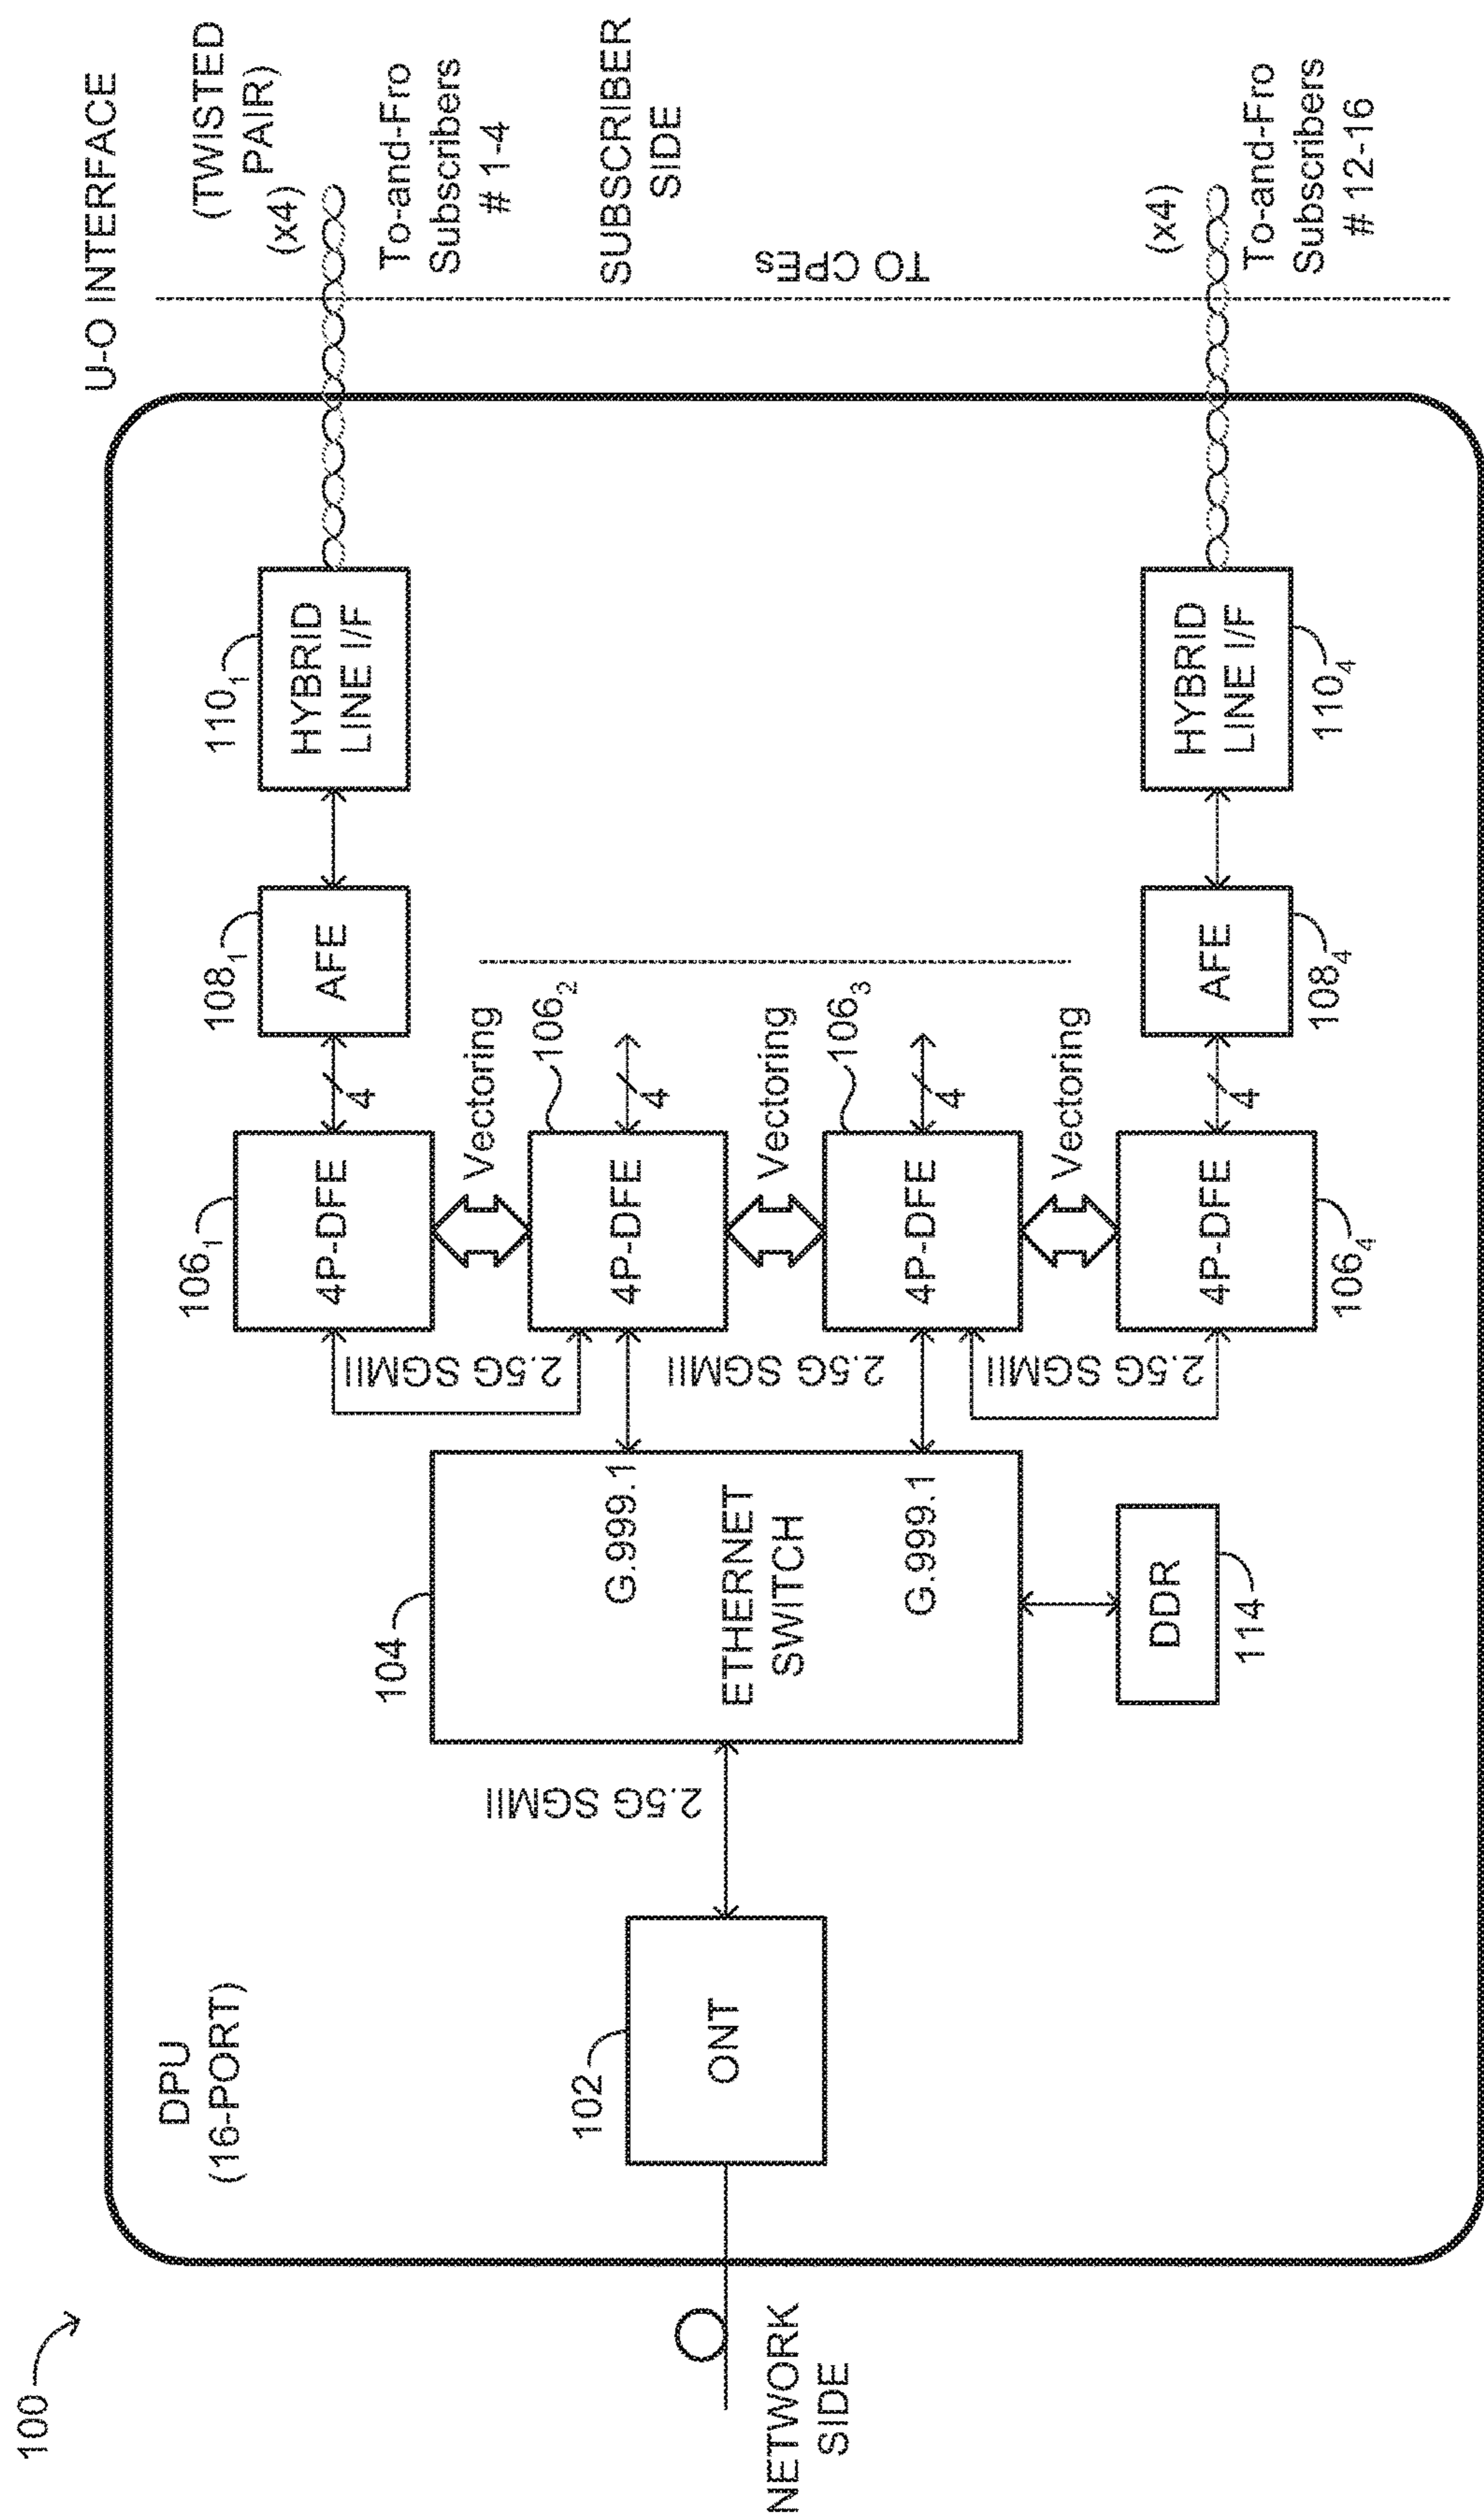 100
NETWORK
SIDE
DPU
(16-PORT)
102
ONT
2.5G SGMII
104
G.999.1
ETHERNET
SWITCH
G.999.1
DDR
114
2.5G SGMII
2.5G SGMII
2.5G SGMII
106₁
4P-DFE
4
Vectoring
106₂
4P-DFE
4
Vectoring
106₃
4P-DFE
4
Vectoring
106₄
4P-DFE
4
108₁
AFE
108₄
AFE
110₁
HYBRID
LINE I/F
110₄
HYBRID
LINE I/F
U-O INTERFACE
(TWISTED
PAIR)
(x4)
To-and-Fro
Subscribers
# 1-4
SUBSCRIBER
SIDE
TO CPEs
(x4)
To-and-Fro
Subscribers
# 12-16